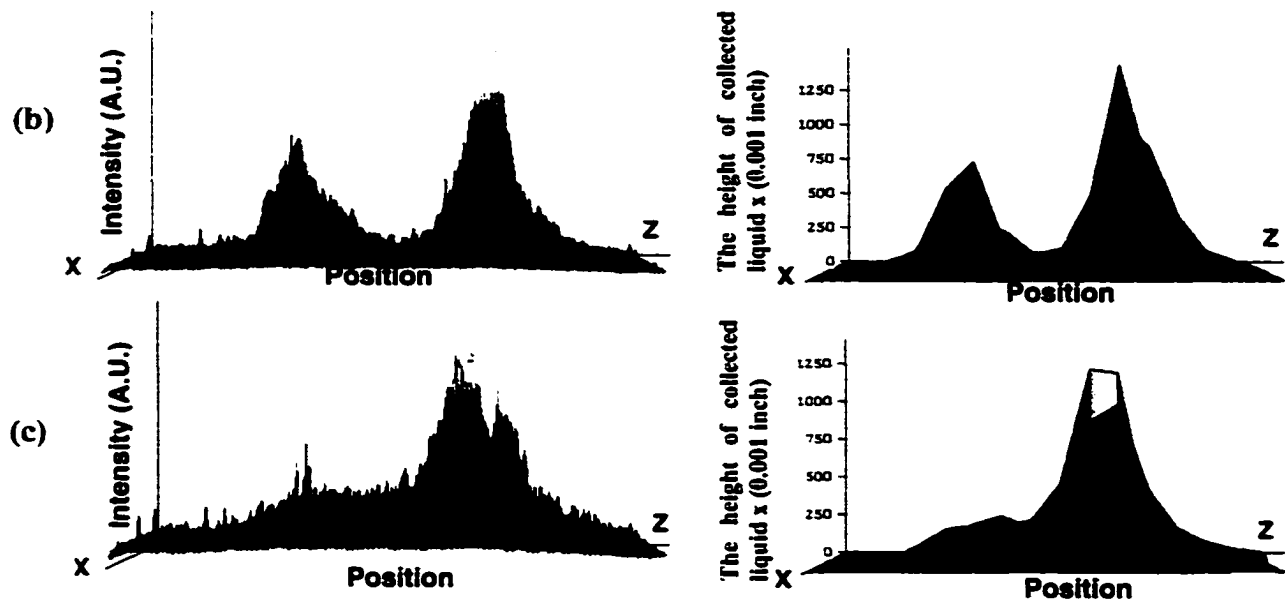 (b)
Intensity (A.U.)
X
Position
Z
The height of collected
liquid x (0.001 inch)
1250
1000
750
500
250
0
X
Position
Z
(c)
Intensity (A.U.)
X
Position
Z
The height of collected
liquid x (0.001 inch)
1250
1000
750
500
250
0
X
Position
Z